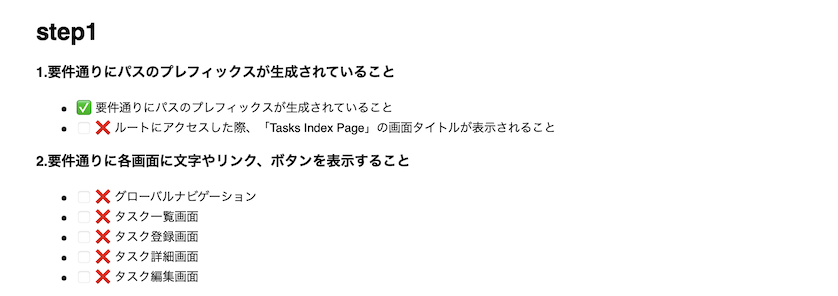 step1
1.要件通りにパスのプレフィックスが生成されていること
✅ 要件通りにパスのプレフィックスが生成されていること
❌ ルートにアクセスした際、「Tasks Index Page」の画面タイトルが表示されること
2.要件通りに各画面に文字やリンク、ボタンを表示すること
❌ グローバルナビゲーション
❌ タスク一覧画面
❌ タスク登録画面
❌ タスク詳細画面
❌ タスク編集画面